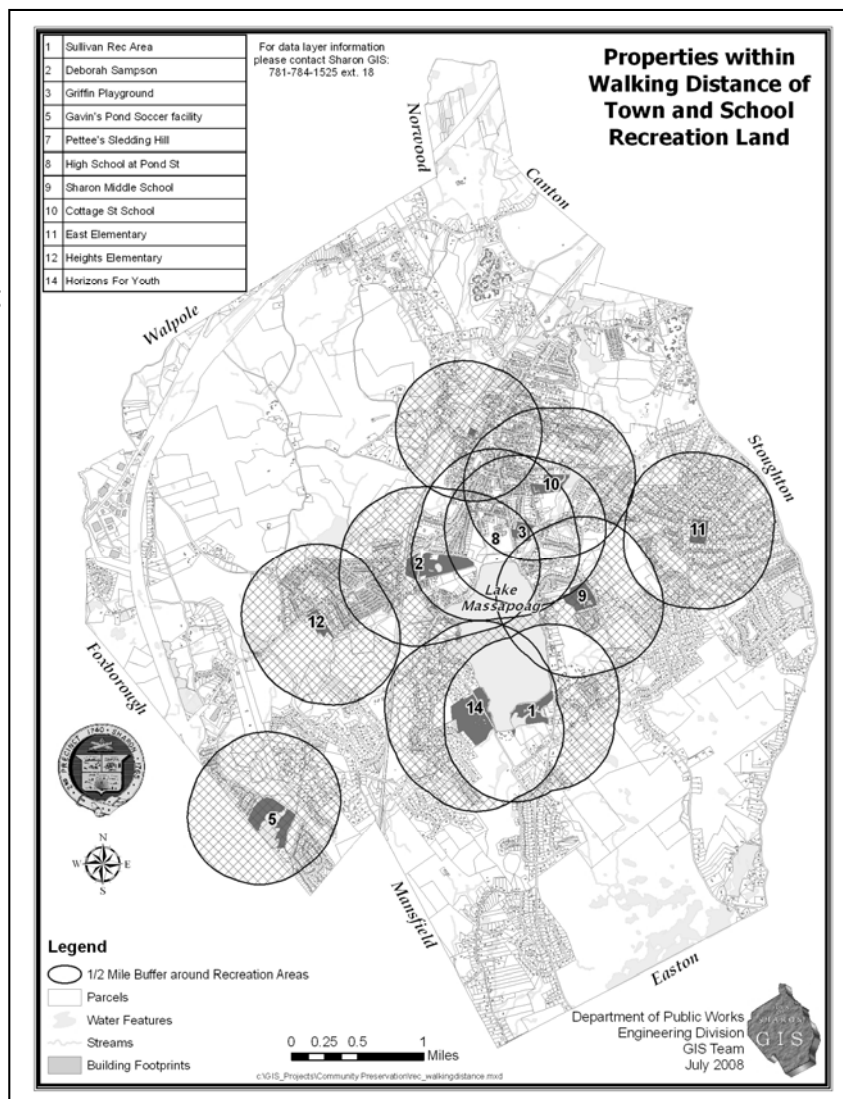 1 Sullivan Rec Area
2 Deborah Sampson
3 Griffin Playground
5 Gavin's Pond Soccer facility
7 Pettee's Sledding Hill
8 High School at Pond St
9 Sharon Middle School
10 Cottage St School
11 East Elementary
12 Heights Elementary
14 Horizons For Youth
For data layer information
please contact Sharon GIS:
781-784-1525 ext. 18
Properties within
Walking Distance of
Town and School
Recreation Land
Norwood
Canton
Walpole
Stoughton
10
11
3
8
2
Lake
Massapoag
9
12
Foxborough
14
1
5
N
W E
S
Mansfield
Easton
Legend
1/2 Mile Buffer around Recreation Areas
Parcels
Water Features
Streams
Building Footprints
0 0.25 0.5 1
Miles
c:\GIS_Projects\Community Preservation\rec_walkingdistance.mxd
Department of Public Works
Engineering Division
GIS Team
July 2008
SHARON
GIS